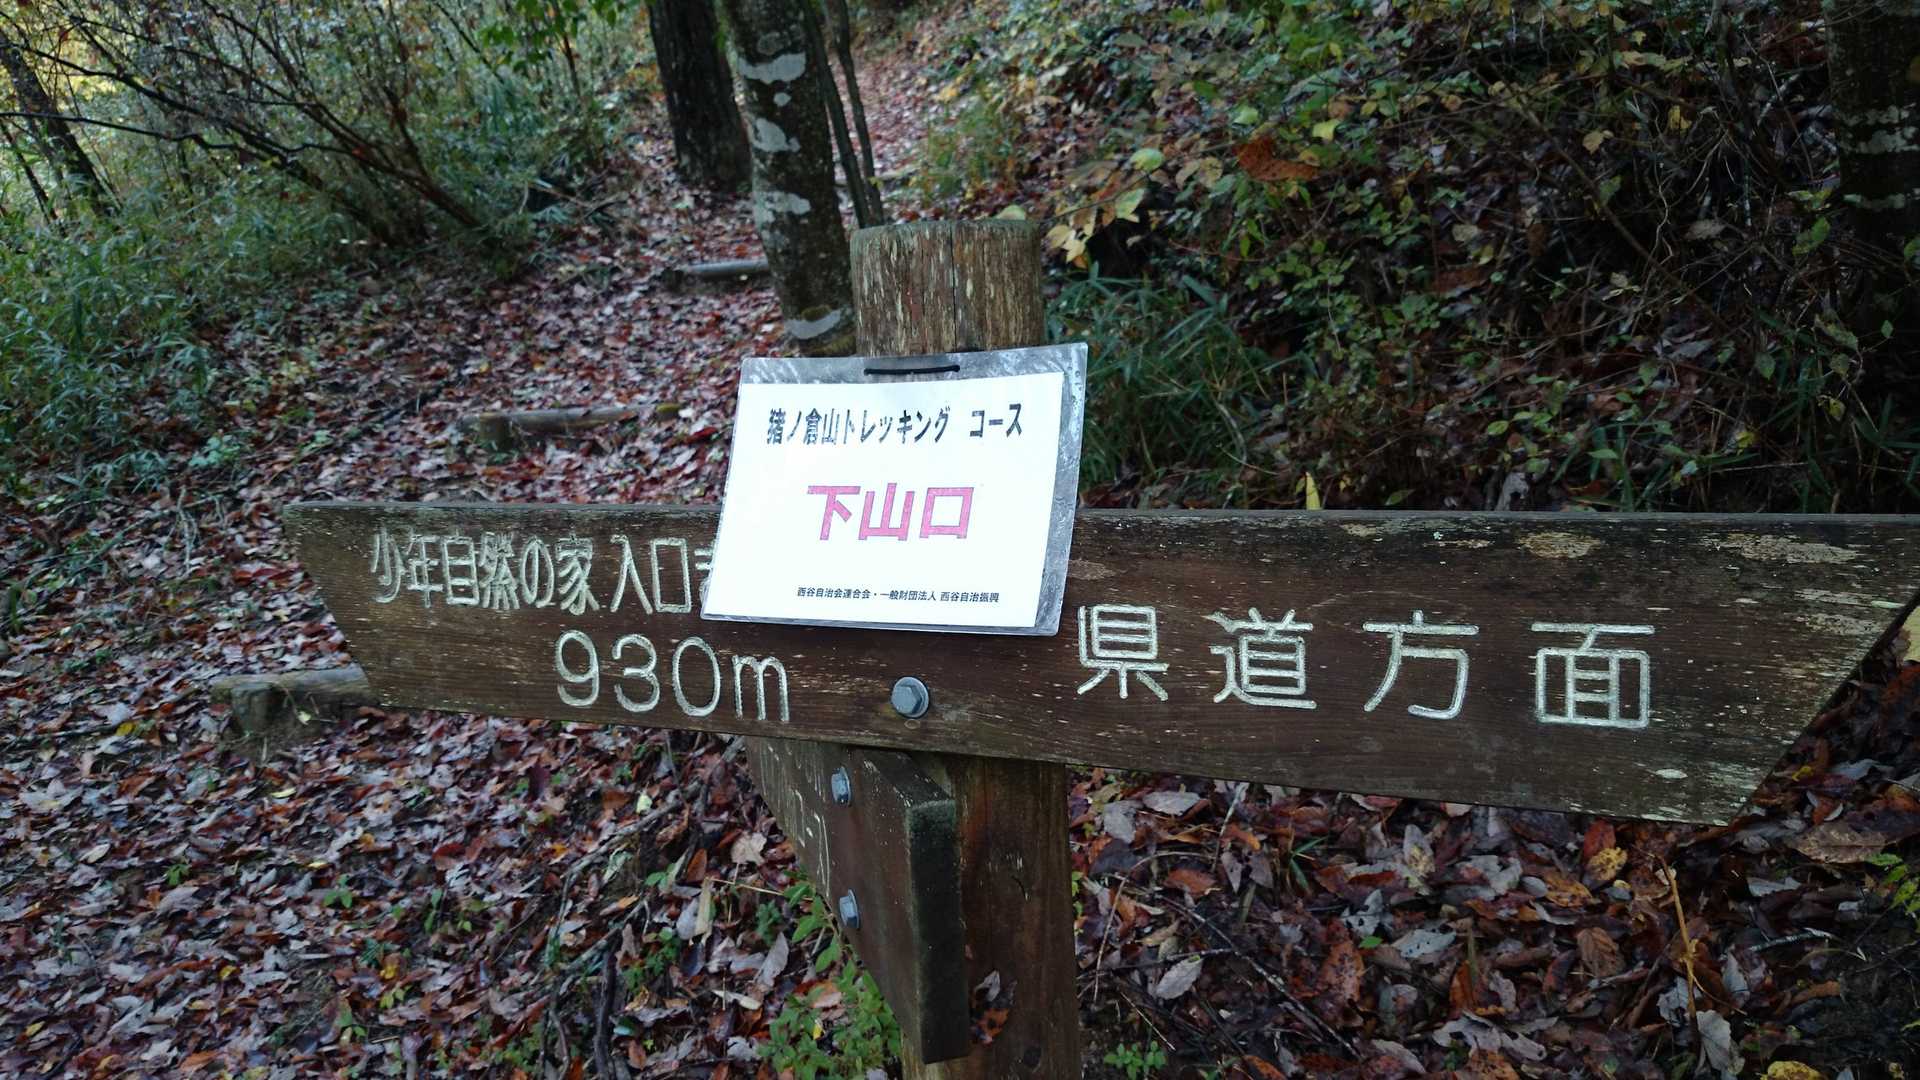 猪ノ倉山トレッキング コース
下山口
西谷自治会連合会・一般財団法人 西谷自治振興
少年自然の家 入口ま
930m
県道方面